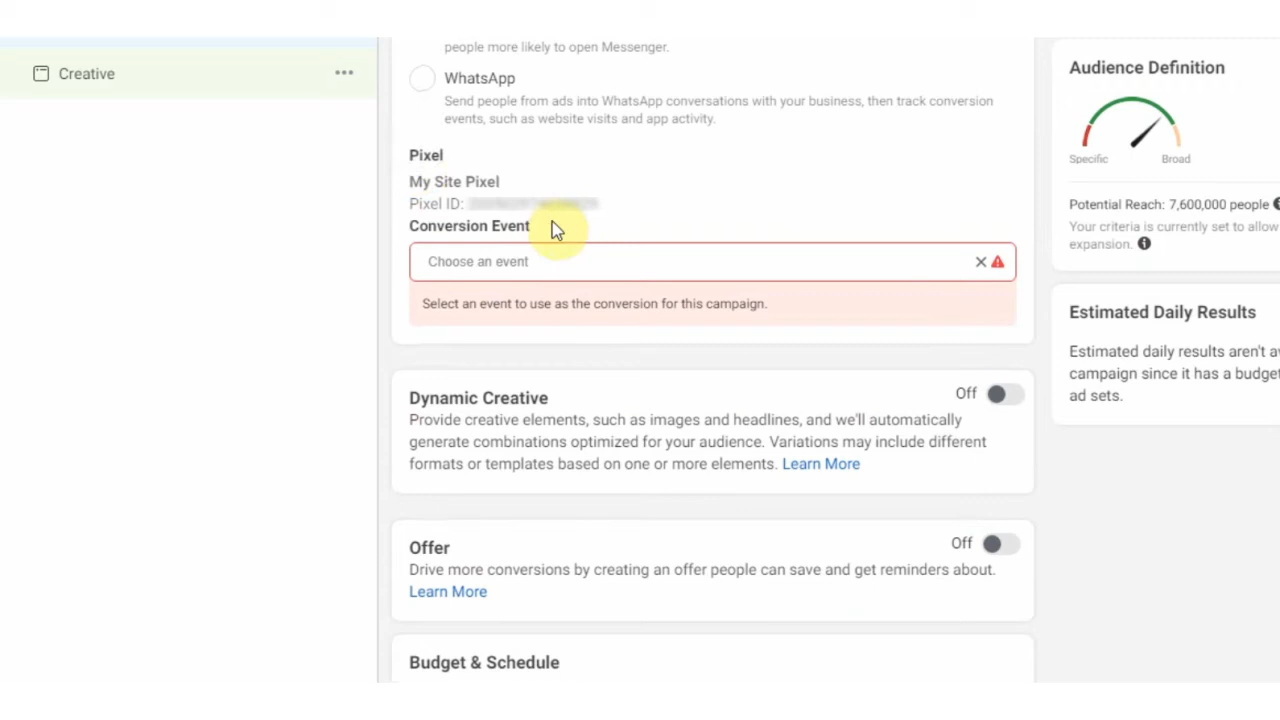 people more likely to open Messenger.
Creative
WhatsApp
Send people from ads into WhatsApp conversations with your business, then track conversion
events, such as website visits and app activity.
Pixel
My Site Pixel
Pixel ID:
Conversion Event
Choose an event
Select an event to use as the conversion for this campaign.
Dynamic Creative
Off
Provide creative elements, such as images and headlines, and we'll automatically
generate combinations optimized for your audience. Variations may include different
formats or templates based on one or more elements. Learn More
Offer
Off
Drive more conversions by creating an offer people can save and get reminders about.
Learn More
Budget & Schedule
Audience Definition
Specific
Broad
Potential Reach: 7,600,000 people
Your criteria is currently set to allow
expansion.
Estimated Daily Results
Estimated daily results aren't
campaign since it has a budget
ad sets.